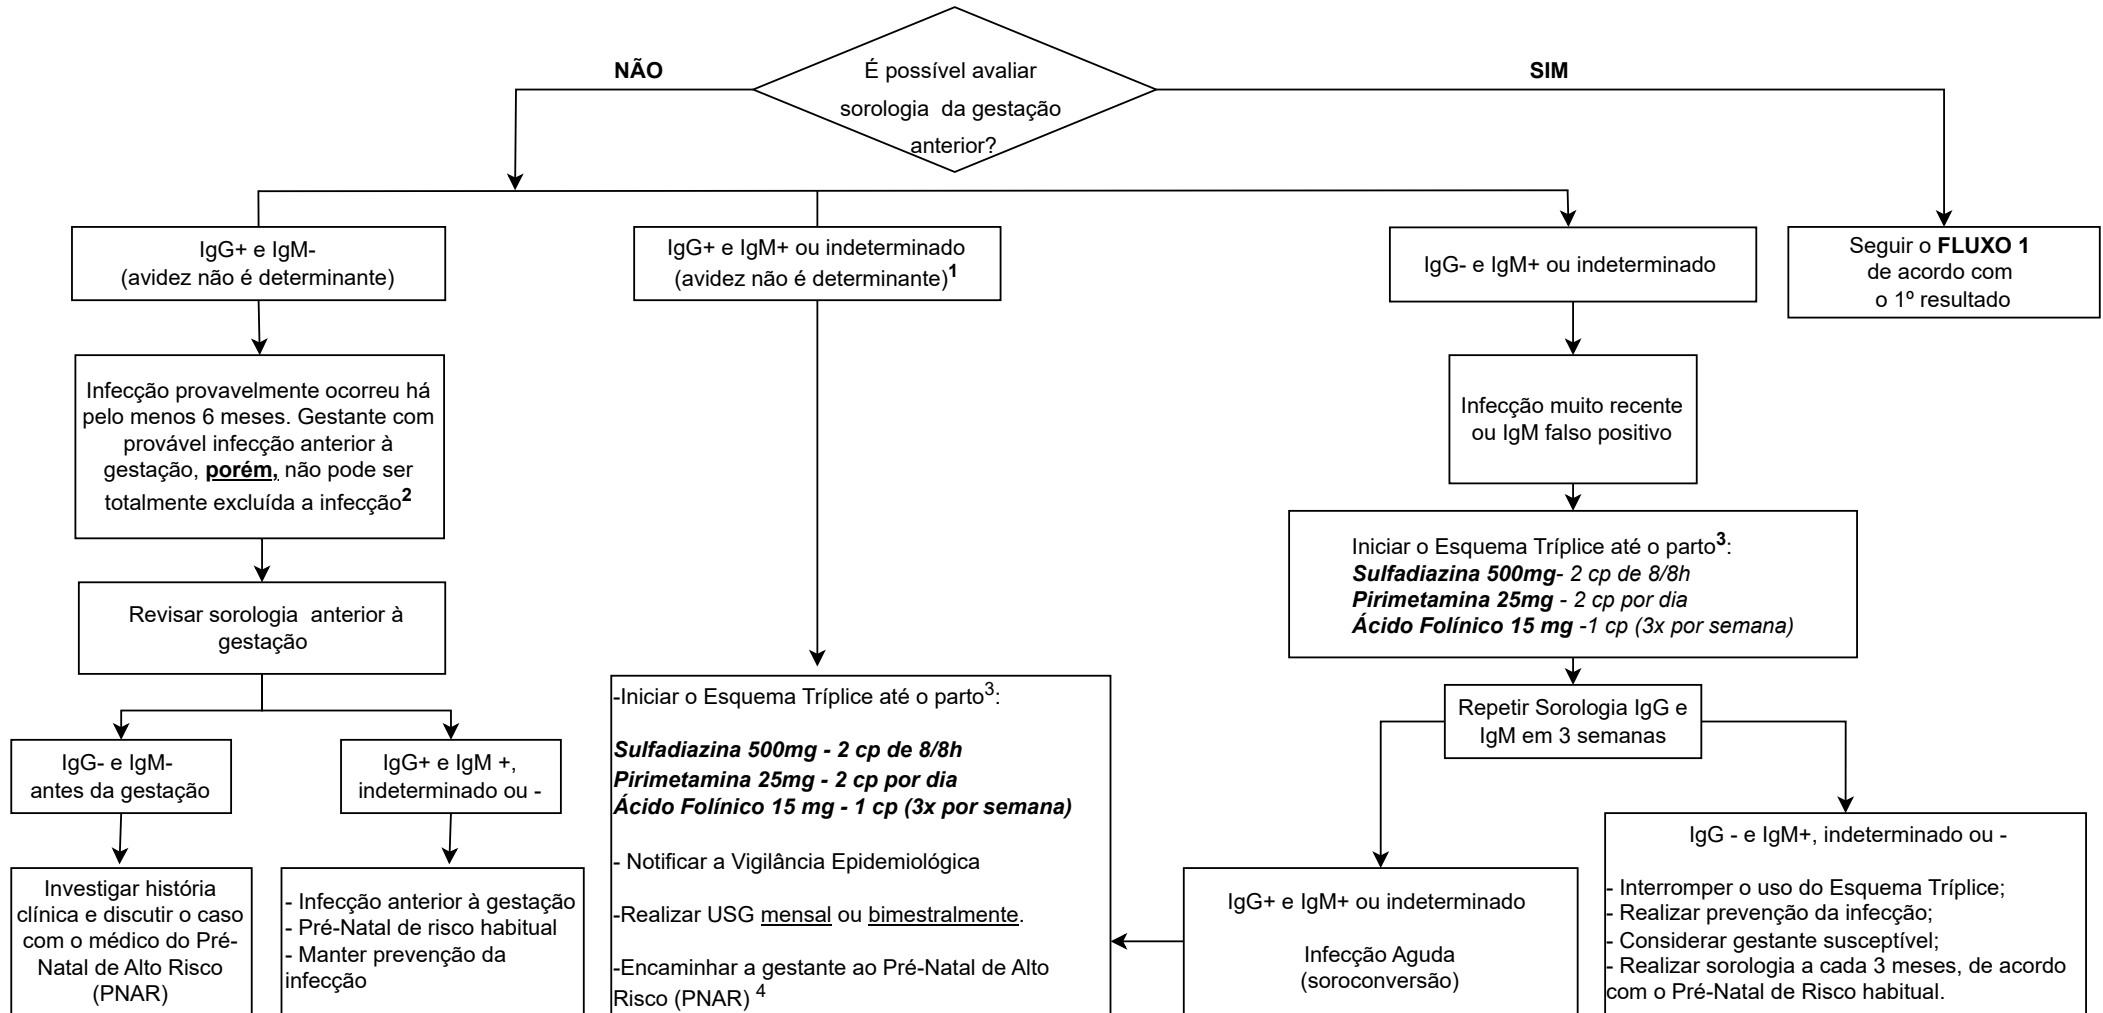 É possível avaliar
sorologia da gestação
anterior?
NÃO
SIM
IgG+ e IgM-
(avidez não é determinante)
IgG+ e IgM+ ou indeterminado
(avidez não é determinante)1
IgG- e IgM+ ou indeterminado
Seguir o FLUXO 1
de acordo com
o 1º resultado
Infecção provavelmente ocorreu há
pelo menos 6 meses. Gestante com
provável infecção anterior à
gestação, porém, não pode ser
totalmente excluída a infecção2
Infecção muito recente
ou IgM falso positivo
Revisar sorologia anterior à
gestação
Iniciar o Esquema Tríplice até o parto3:
Sulfadiazina 500mg- 2 cp de 8/8h
Pirimetamina 25mg - 2 cp por dia
Ácido Folínico 15 mg -1 cp (3x por semana)
Repetir Sorologia IgG e
IgM em 3 semanas
IgG- e IgM-
antes da gestação
IgG+ e IgM +,
indeterminado ou -
Investigar história
clínica e discutir o caso
com o médico do Pré-
Natal de Alto Risco
(PNAR)
- Infecção anterior à gestação
- Pré-Natal de risco habitual
- Manter prevenção da
infecção
-Iniciar o Esquema Tríplice até o parto3:
Sulfadiazina 500mg - 2 cp de 8/8h
Pirimetamina 25mg - 2 cp por dia
Ácido Folínico 15 mg - 1 cp (3x por semana)
- Notificar a Vigilância Epidemiológica
-Realizar USG mensal ou bimestralmente.
-Encaminhar a gestante ao Pré-Natal de Alto
Risco (PNAR) 4
IgG+ e IgM+ ou indeterminado
Infecção Aguda
(soroconversão)
IgG - e IgM+, indeterminado ou -
- Interromper o uso do Esquema Tríplice;
- Realizar prevenção da infecção;
- Considerar gestante susceptível;
- Realizar sorologia a cada 3 meses, de acordo
com o Pré-Natal de Risco habitual.